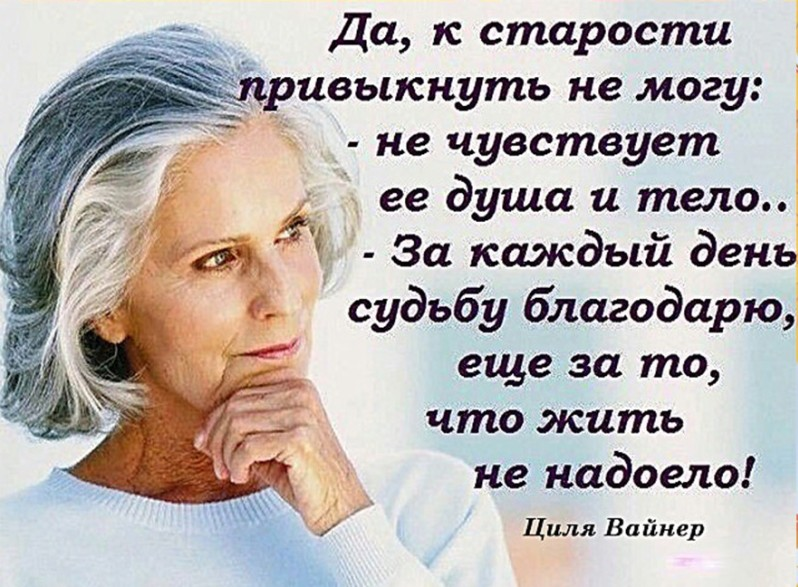 Да, к старости
привыкнуть не могу:
- не чувствует
ее душа и тело..
- За каждый день
судьбу благодарю,
еще за то,
что жить
не надоело!
Циля Вайнер